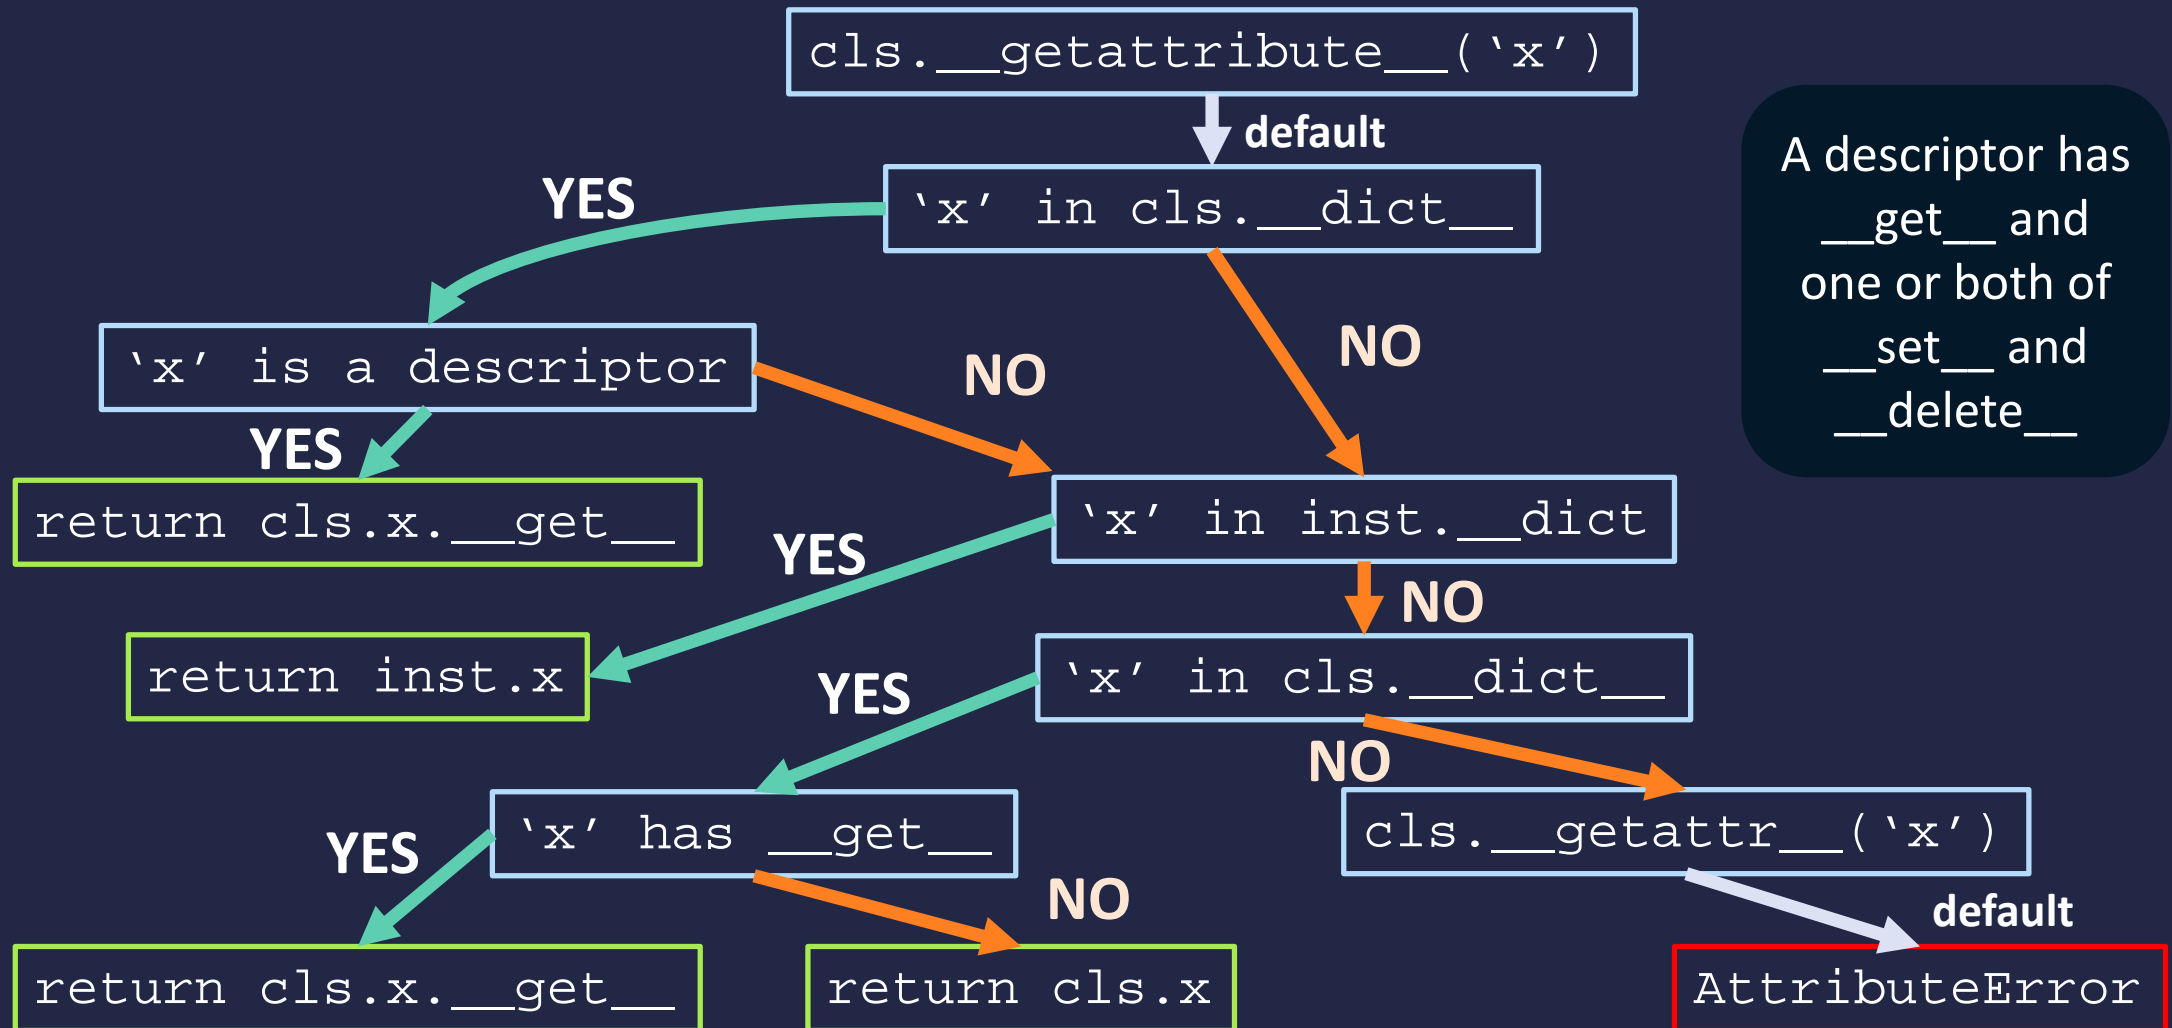 cls.__getattribute__(‘x’)
default
‘x’ in cls.__dict__
YES
A descriptor has
__get__ and
one or both of
__set__ and
__delete__
‘x’ is a descriptor
NO
NO
YES
return cls.x.__get__
‘x’ in inst.__dict
YES
NO
return inst.x
‘x’ in cls.__dict__
YES
NO
‘x’ has __get__
cls.__getattr__(‘x’)
YES
NO
default
return cls.x.__get__
return cls.x
AttributeError